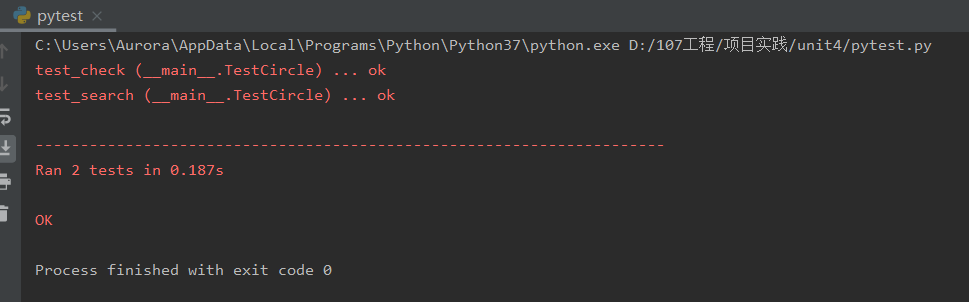 pytest
C:\Users\Aurora\AppData\Local\Programs\Python\Python37\python.exe D:/107工程/项目实践/unit4/pytest.py
test_check (__main__.TestCircle) ... ok
test_search (__main__.TestCircle) ... ok
----------------------------------------------------------------------
Ran 2 tests in 0.187s
OK
Process finished with exit code 0